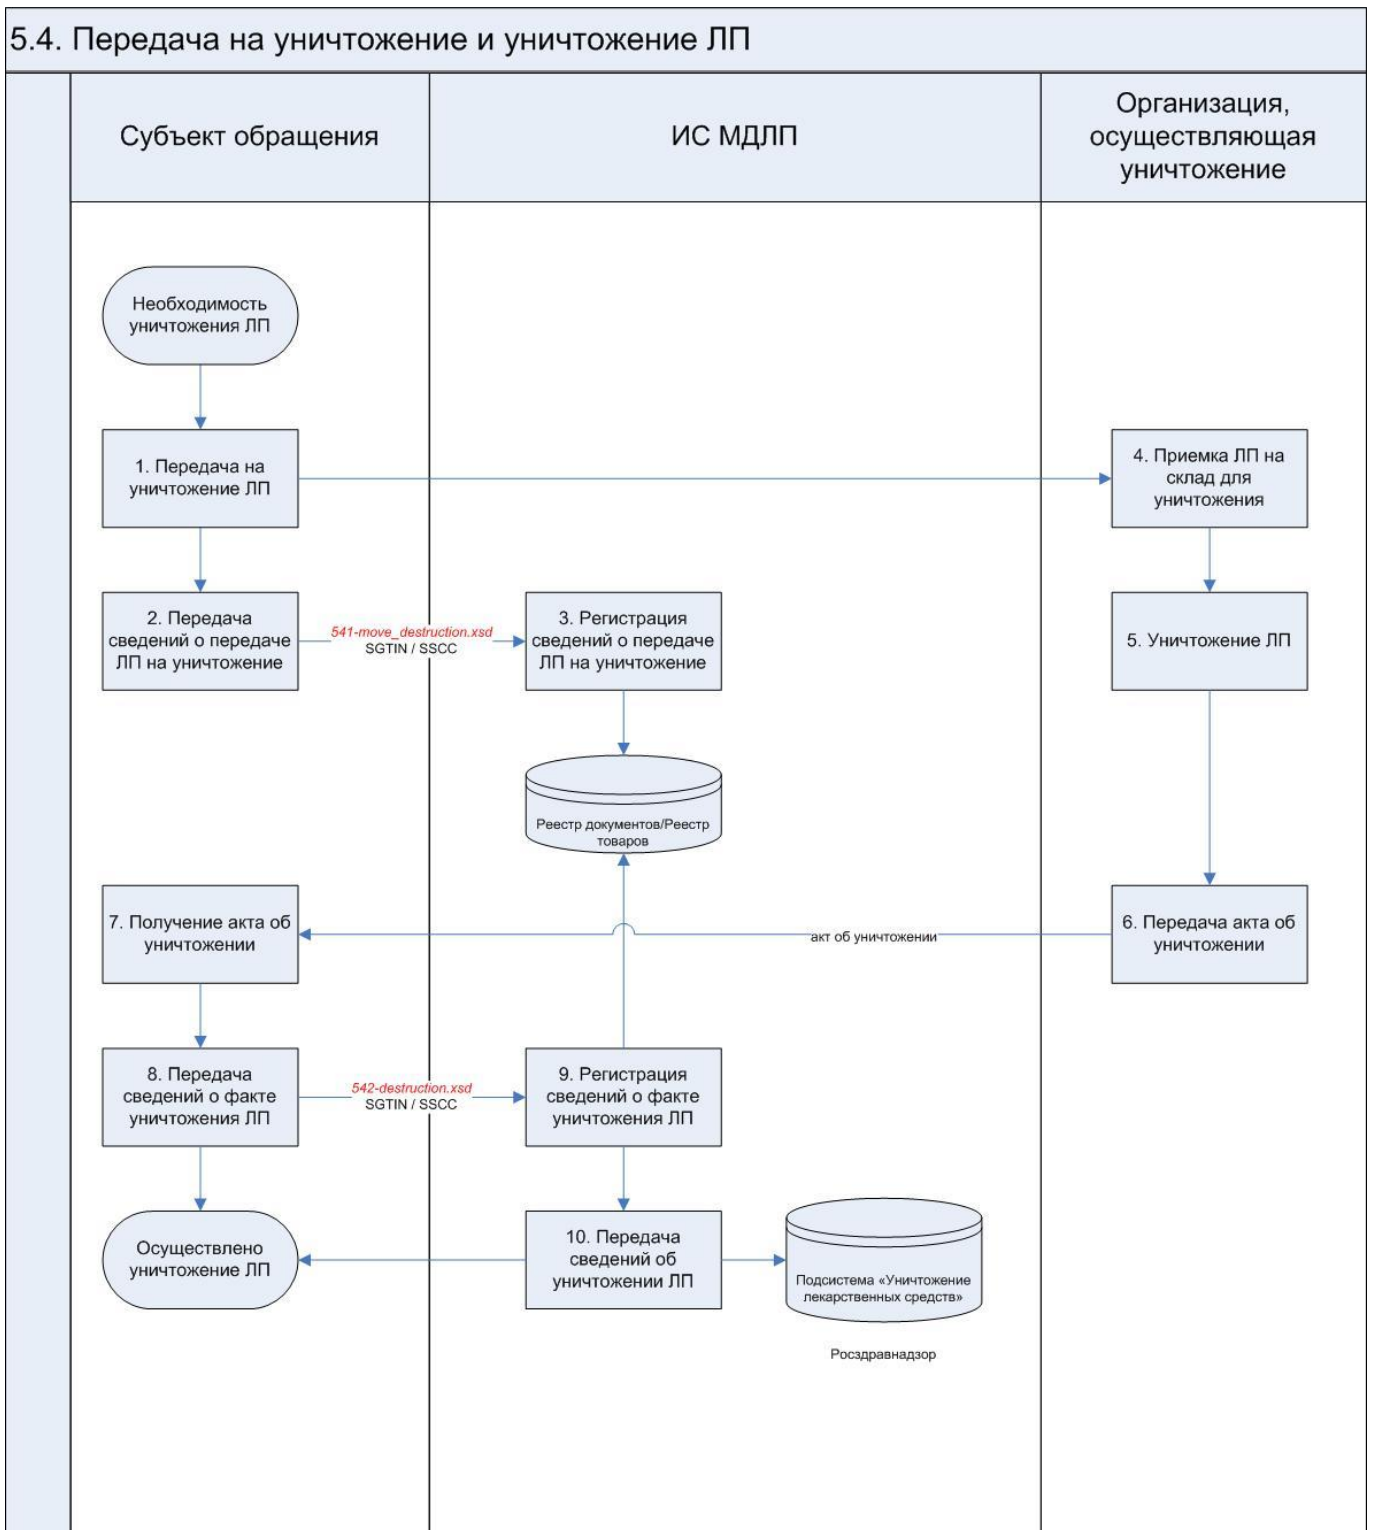 5.4. Передача на уничтожение и уничтожение ЛП
Субъект обращения
ИС МДЛП
Организация,
осуществляющая
уничтожение
Необходимость
уничтожения ЛП
1. Передача на
уничтожение ЛП
4. Приемка ЛП на
склад для
уничтожения
2. Передача
сведений о передаче
ЛП на уничтожение
541-move_destruction.xsd
SGTIN / SSCC
3. Регистрация
сведений о передаче
ЛП на уничтожение
5. Уничтожение ЛП
Реестр документов/Реестр
товаров
7. Получение акта об
уничтожении
акт об уничтожении
6. Передача акта об
уничтожении
8. Передача
сведений о факте
уничтожения ЛП
542-destruction.xsd
SGTIN / SSCC
9. Регистрация
сведений о факте
уничтожения ЛП
Осуществлено
уничтожение ЛП
10. Передача
сведений об
уничтожении ЛП
Подсистема «Уничтожение
лекарственных средств»
Росздравнадзор